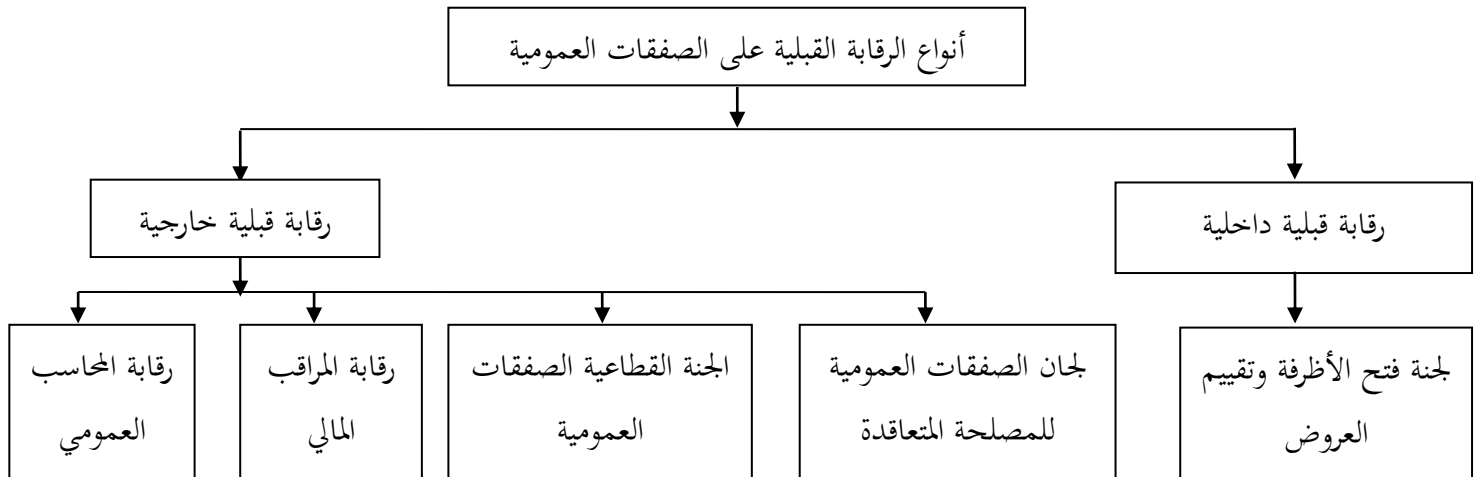 أنواع الرقابة القبلية على الصفقات العمومية
رقابة قبلية داخلية
رقابة قبلية خارجية
لجنة فتح الأظرفة وتقييم
العروض
لجان الصفقات العمومية
للمصلحة المتعاقدة
الجنة القطاعية الصفقات
العمومية
رقابة المراقب
المالي
رقابة المحاسب
العمومي